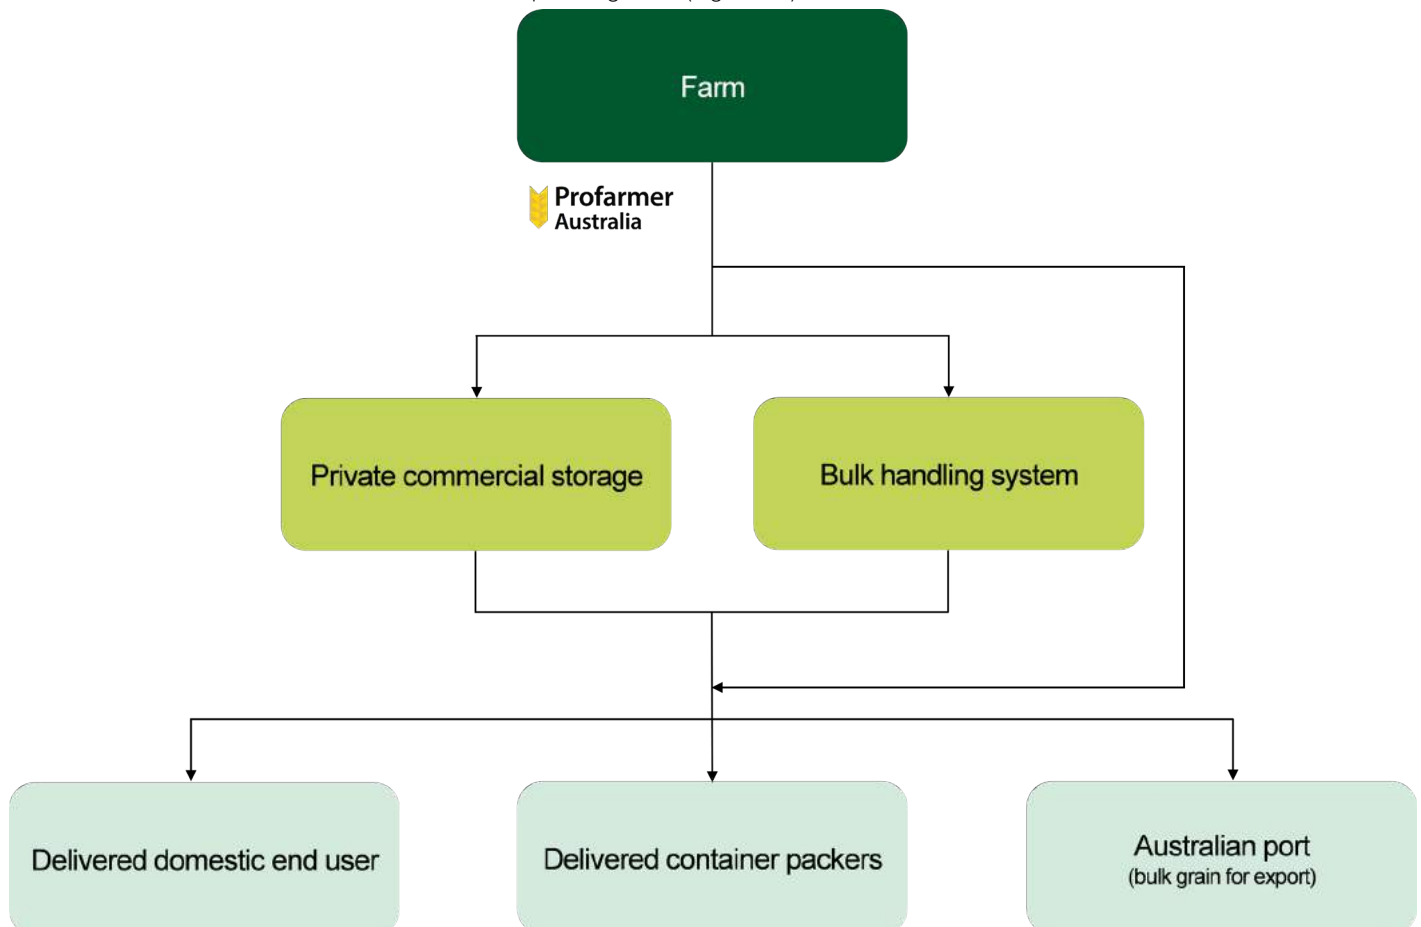 Farm
Profarmer
Australia
Private commercial storage
Bulk handling system
Delivered domestic end user
Delivered container packers
Australian port
(bulk grain for export)